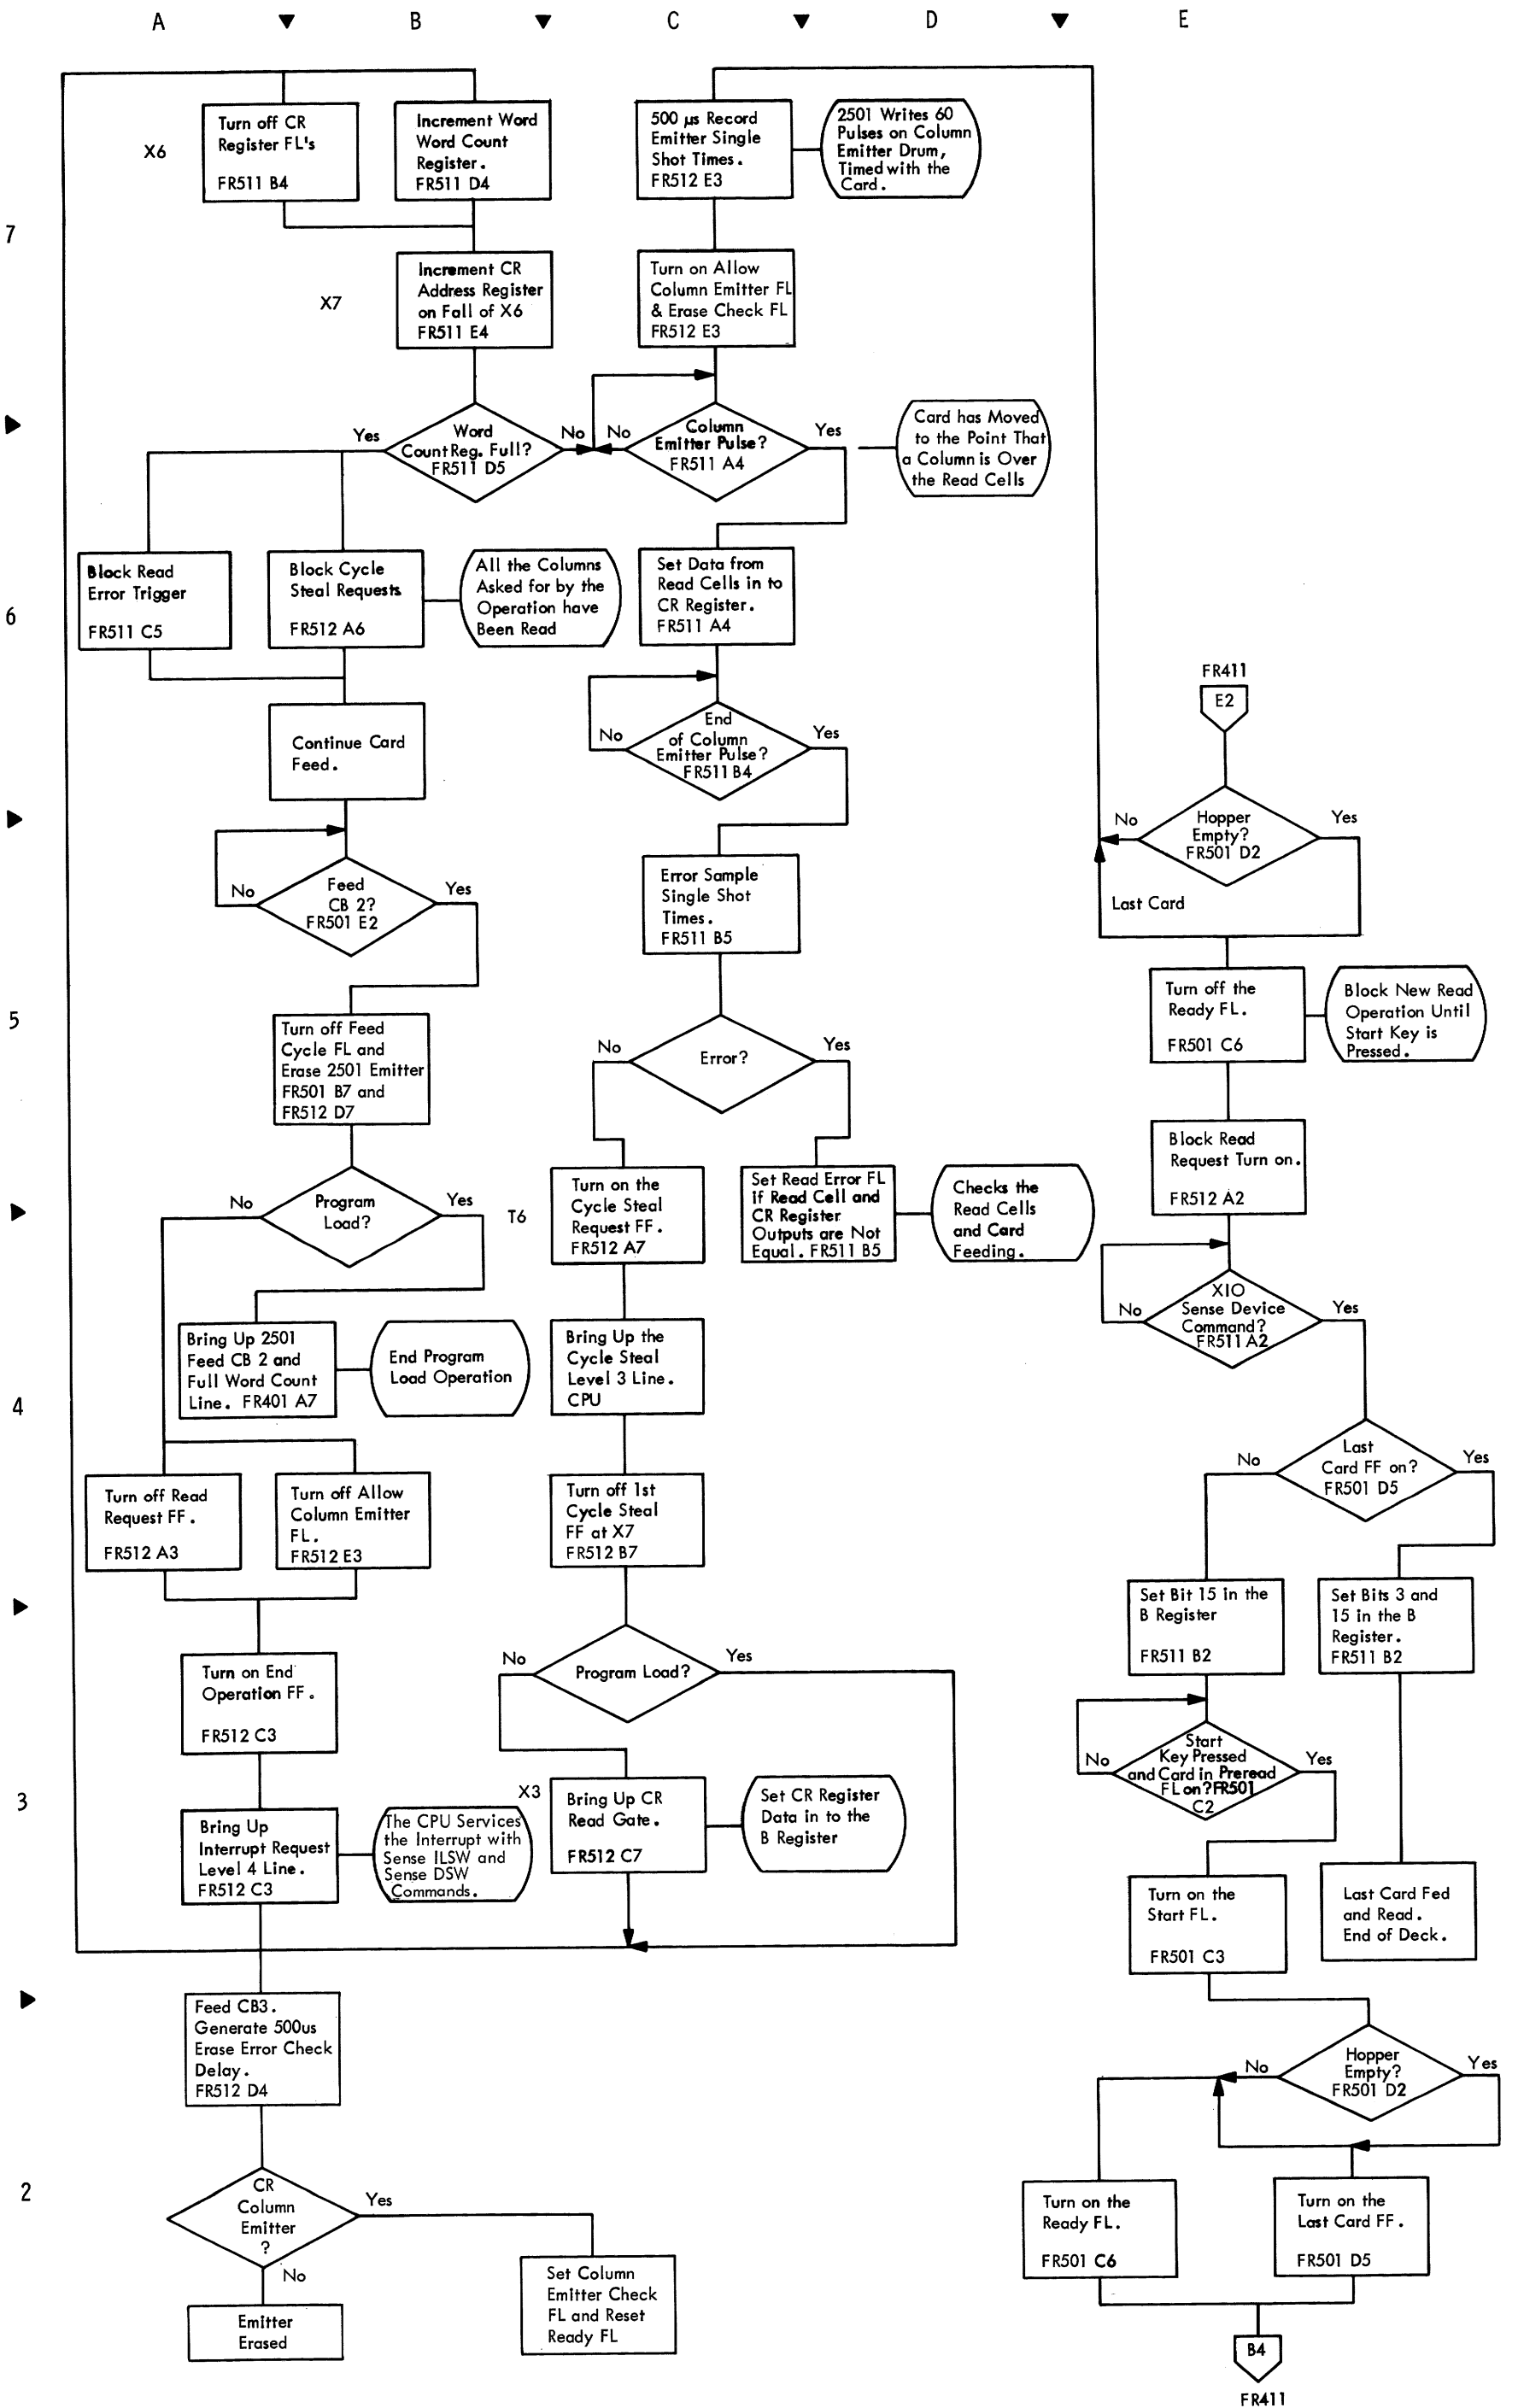 A
B
C
D
E
X6
Turn off CR
Register FL's
FR511 B4
Increment Word
Word Count
Register.
FR511 D4
500 µs Record
Emitter Single
Shot Times.
FR512 E3
2501 Writes 60
Pulses on Column
Emitter Drum,
Timed with the
Card.
7
X7
Increment CR
Address Register
on Fall of X6
FR511 E4
Turn on Allow
Column Emitter FL
& Erase Check FL
FR512 E3
Yes
Word
Count Reg. Full?
FR511 D5
No
No
Column
Emitter Pulse?
FR511 A4
Yes
Card has Moved
to the Point That
a Column is Over
the Read Cells
6
Block Read
Error Trigger
FR511 C5
Block Cycle
Steal Requests
FR512 A6
All the Columns
Asked for by the
Operation have
Been Read
Set Data from
Read Cells in to
CR Register.
FR511 A4
Continue Card
Feed.
No
End
of Column
Emitter Pulse?
FR511 B4
Yes
FR411
E2
No
Hopper
Empty?
FR501 D2
Yes
Last Card
No
Feed
CB 2?
FR501 E2
Yes
Error Sample
Single Shot
Times.
FR511 B5
5
Turn off Feed
Cycle FL and
Erase 2501 Emitter
FR501 B7 and
FR512 D7
No
Error?
Yes
Turn off the
Ready FL.
FR501 C6
Block New Read
Operation Until
Start Key is
Pressed.
Block Read
Request Turn on.
FR512 A2
No
Program
Load?
Yes
T6
Turn on the
Cycle Steal
Request FF.
FR512 A7
Set Read Error FL
if Read Cell and
CR Register
Outputs are Not
Equal. FR511 B5
Checks the
Read Cells
and Card
Feeding.
No
XIO
Sense Device
Command?
FR511 A2
Yes
4
Bring Up 2501
Feed CB 2 and
Full Word Count
Line. FR401 A7
End Program
Load Operation
Bring Up the
Cycle Steal
Level 3 Line.
CPU
No
Last
Card FF on?
FR501 D5
Yes
Turn off Read
Request FF.
FR512 A3
Turn off Allow
Column Emitter
FL.
FR512 E3
Turn off 1st
Cycle Steal
FF at X7
FR512 B7
Set Bit 15 in the
B Register
FR511 B2
Set Bits 3 and
15 in the B
Register.
FR511 B2
Turn on End
Operation FF.
FR512 C3
No
Program Load?
Yes
No
Start
Key Pressed
and Card in Preread
FL on? FR501
C2
Yes
3
Bring Up
Interrupt Request
Level 4 Line.
FR512 C3
The CPU Services
the Interrupt with
Sense ILSW and
Sense DSW
Commands.
X3
Bring Up CR
Read Gate.
FR512 C7
Set CR Register
Data in to the
B Register
Turn on the
Start FL.
FR501 C3
Last Card Fed
and Read.
End of Deck.
Feed CB3.
Generate 500us
Erase Error Check
Delay.
FR512 D4
No
Hopper
Empty?
FR501 D2
Yes
2
CR
Column
Emitter
?
Yes
No
Set Column
Emitter Check
FL and Reset
Ready FL
Emitter
Erased
Turn on the
Ready FL.
FR501 C6
Turn on the
Last Card FF.
FR501 D5
B4
FR411